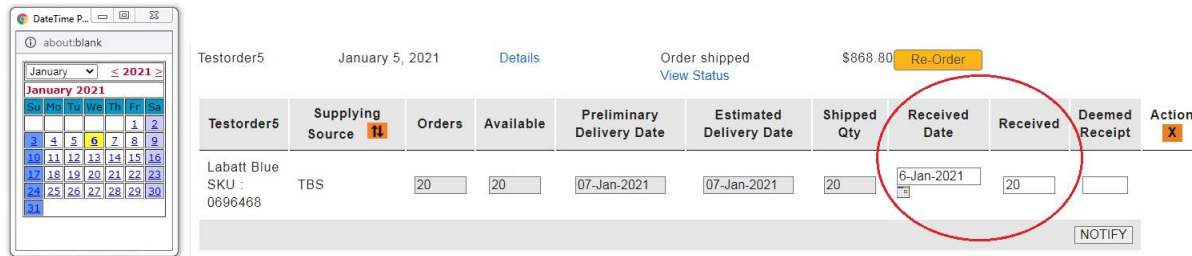 DateTime P...
about:blank
January
< 2021 >
January 2021
Su Mo Tu We Th Fr Sa
1 2
3 4 5 6 7 8 9
10 11 12 13 14 15 16
17 18 19 20 21 22 23
24 25 26 27 28 29 30
31
Testorder5 January 5, 2021 Details Order shipped $868.80 Re-Order
View Status
Testorder5 Supplying Source Orders Available Preliminary Delivery Date Estimated Delivery Date Shipped Qty Received Date Received Deemed Receipt Action X
Labatt Blue
SKU : TBS 20 20 07-Jan-2021 07-Jan-2021 20 6-Jan-2021 20
0696468
NOTIFY